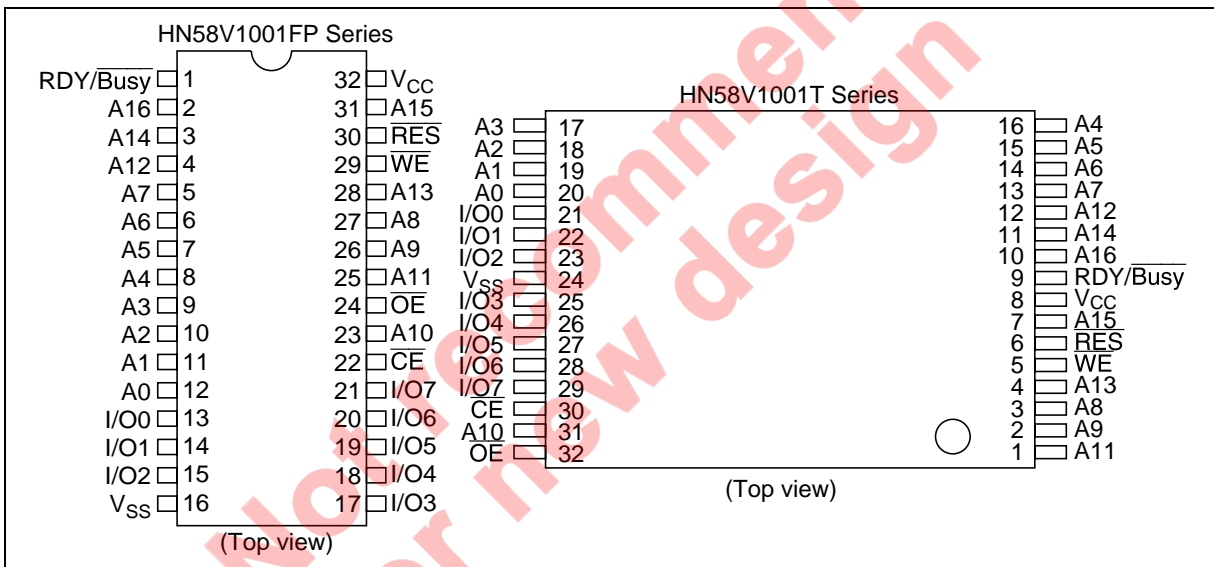 HN58V1001FP Series
RDY/Busy 1 32 VCC
A16 2 31 A15
A14 3 30 RES
A12 4 29 WE
A7 5 28 A13
A6 6 27 A8
A5 7 26 A9
A4 8 25 A11
A3 9 24 OE
A2 10 23 A10
A1 11 22 CE
A0 12 21 I/O7
I/O0 13 20 I/O6
I/O1 14 19 I/O5
I/O2 15 18 I/O4
VSS 16 17 I/O3
(Top view)
HN58V1001T Series
A3 17 16 A4
A2 18 15 A5
A1 19 14 A6
A0 20 13 A7
I/O0 21 12 A12
I/O1 22 11 A14
I/O2 23 10 A16
VSS 24 9 RDY/Busy
I/O3 25 8 VCC
I/O4 26 7 A15
I/O5 27 6 RES
I/O6 28 5 WE
I/O7 29 4 A13
CE 30 3 A8
A10 31 2 A9
OE 32 1 A11
(Top view)
Not recommen
r new design